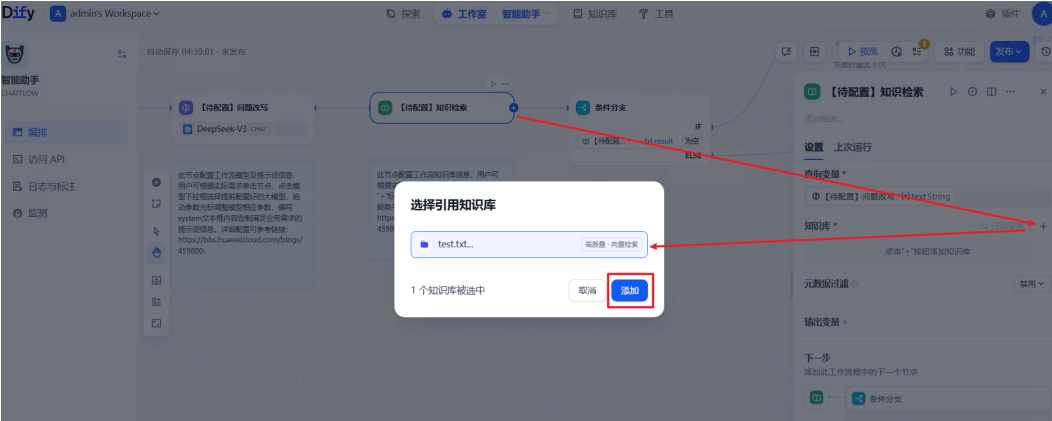 Dify
A admin's Workspace
探索
工作室
智能助手
知识库
工具
插件
A
智能助手
CHATFLOW
编排
访问 API
日志与标注
监测
自动保存 04:39:01 · 未发布
预览
1
功能
发布
【待配置】问题改写
DeepSeek-V3 CHAT
此节点配置工作流模型及提示词信息,
用户可根据实际需求单击节点, 点击模
型下拉框选择提前配置好的大模型, 拖
动参数光标调整模型相应参数, 编写
system文本框内容定制满足业务需求的
提示词信息。详细配置可参考链接:
https://bbs.huaweicloud.com/blogs/
459800.
【待配置】知识检索
此节点配置工作流知识库信息, 用户可
条件分支
IF
【待配置... (x) result 为空
ELSE
选择引用知识库
test.txt...
高质量 · 向量检索
1 个知识库被选中
取消
添加
【待配置】知识检索
添加描述...
设置
上次运行
查询变量 *
【待配置】问题改写 (x) text String
知识库 *
+
点击"+"按钮添加知识库
元数据过滤
禁用
输出变量
下一步
添加此工作流程中的下一个节点
条件分支